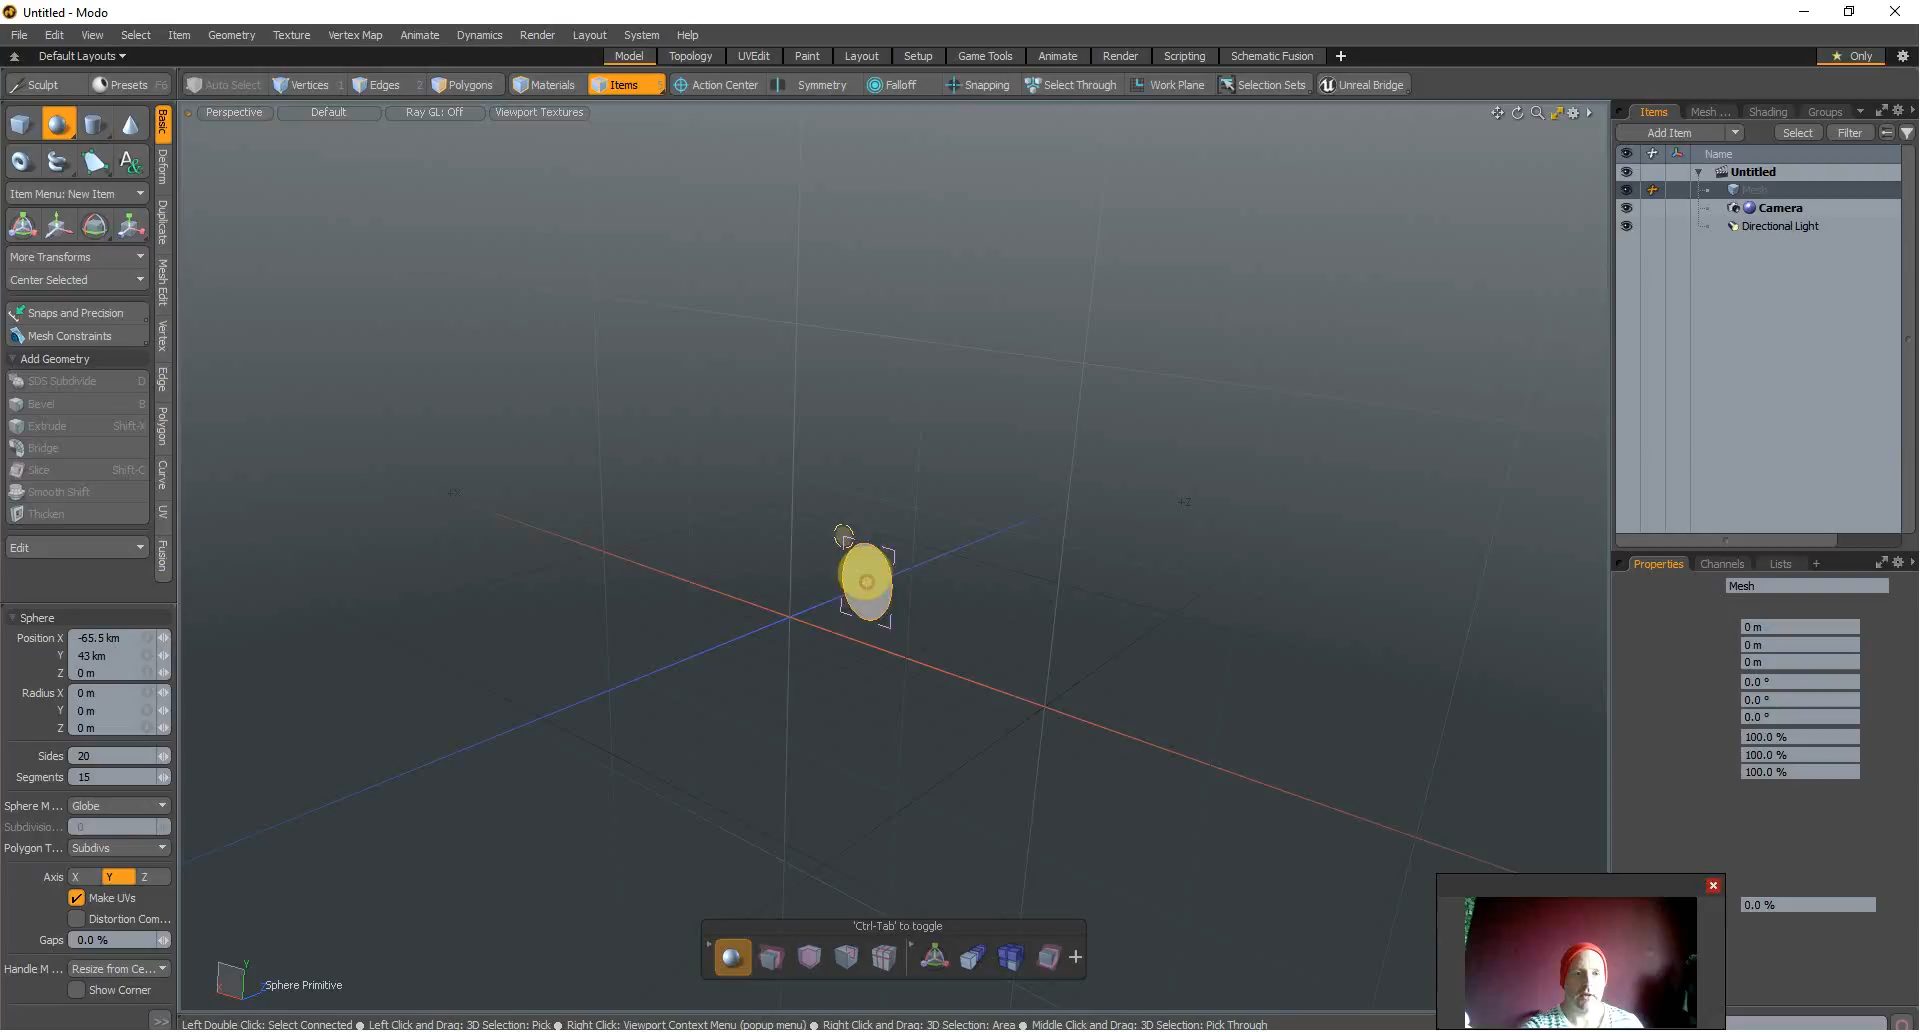 Untitled - Modo
File Edit View Select Item Geometry Texture Vertex Map Animate Dynamics Render Layout System Help
Default Layouts Model Topology UVEdit Paint Layout Setup Game Tools Animate Render Scripting Schematic Fusion Only
Sculpt Presets F6 Auto Select Vertices 1 Edges 2 Polygons Materials Items 5 Action Center Symmetry Falloff Snapping Select Through Work Plane Selection Sets Unreal Bridge
Perspective Default Ray GL: Off Viewport Textures
Items Mesh ... Shading Groups
Add Item Select Filter
Name
Untitled
Mesh
Camera
Directional Light
Basic
Deform
Duplicate
Mesh Edit
Vertex
Edge
Polygon
Curve
UV
Fusion
Item Menu: New Item
More Transforms
Center Selected
Snaps and Precision
Mesh Constraints
Add Geometry
SDS Subdivide D
Bevel B
Extrude Shift-X
Bridge
Slice Shift-C
Smooth Shift
Thicken
Edit
+X
+Z
Sphere
Position X -65.5 km
Y 43 km
Z 0 m
Radius X 0 m
Y 0 m
Z 0 m
Sides 20
Segments 15
Sphere M ... Globe
Subdivisio... 0
Polygon T... Subdivs
Axis X Y Z
Make UVs
Distortion Com...
Gaps 0.0 %
Handle M ... Resize from Ce...
Show Corner
>>
Properties Channels Lists +
Mesh
0 m
0 m
0 m
0.0 °
0.0 °
0.0 °
100.0 %
100.0 %
100.0 %
0.0 %
'Ctrl-Tab' to toggle
Y
X
Z
Sphere Primitive
Left Double Click: Select Connected ● Left Click and Drag: 3D Selection: Pick ● Right Click: Viewport Context Menu (popup menu) ● Right Click and Drag: 3D Selection: Area ● Middle Click and Drag: 3D Selection: Pick Through